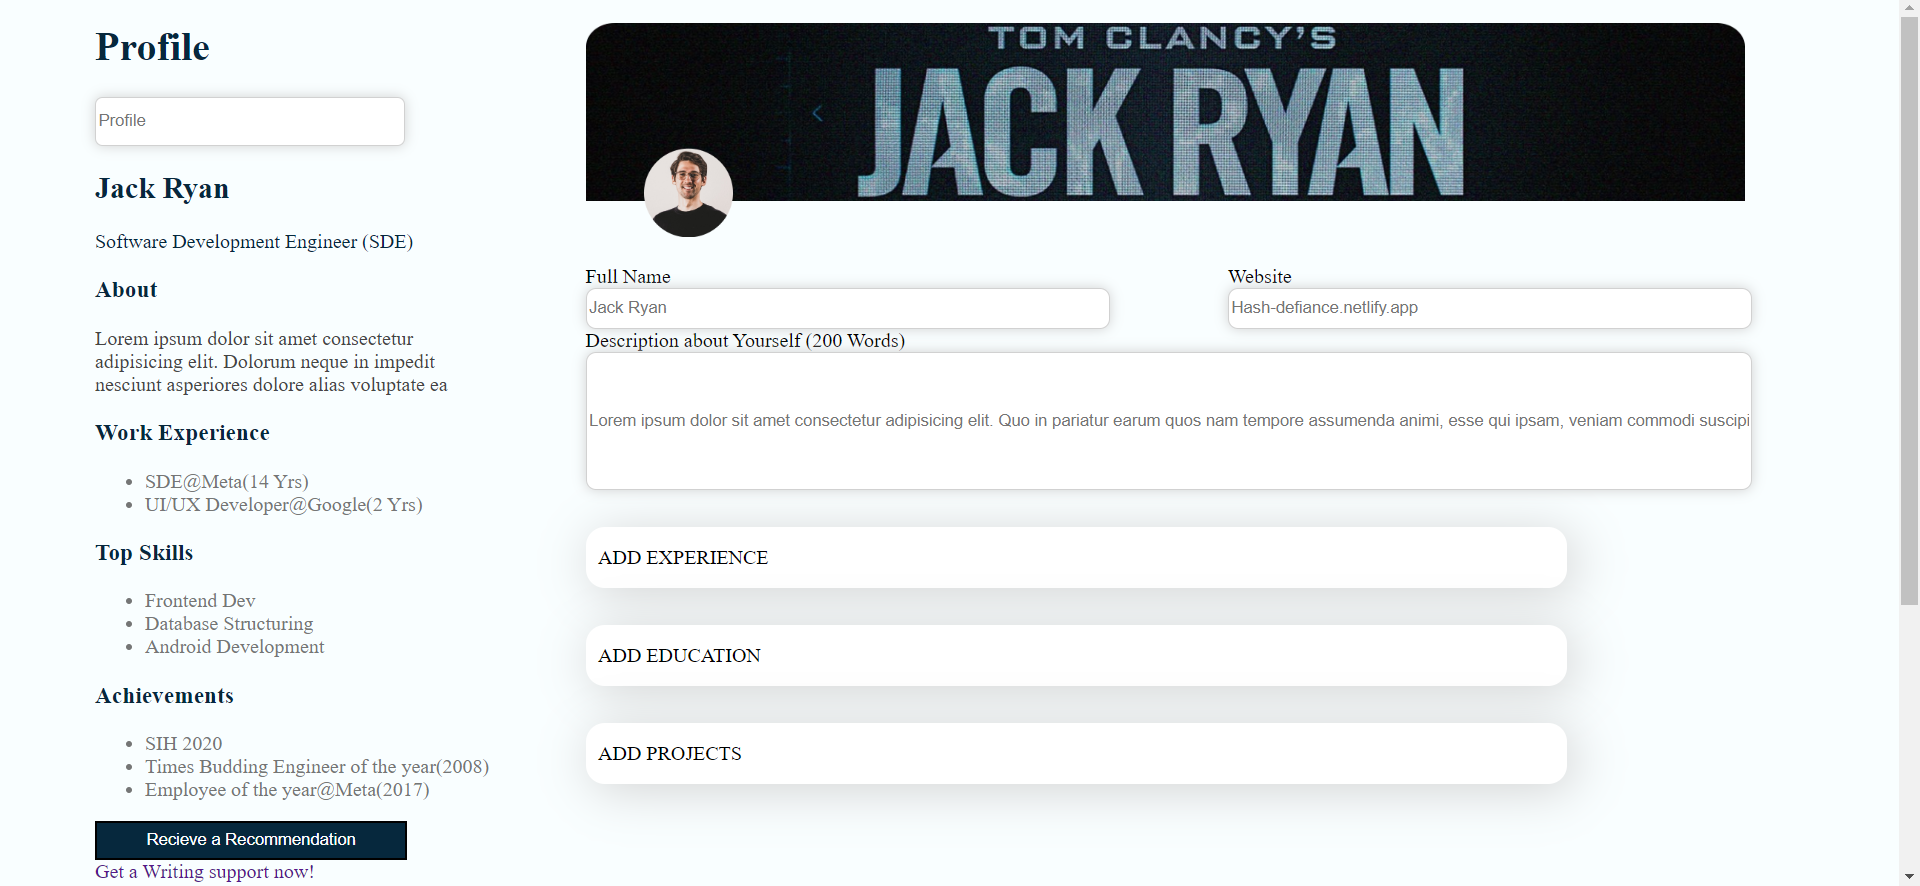 Profile
Profile
Jack Ryan
Software Development Engineer (SDE)
About
Lorem ipsum dolor sit amet consectetur
adipisicing elit. Dolorum neque in impedit
nesciunt asperiores dolore alias voluptate ea
Work Experience
SDE@Meta(14 Yrs)
UI/UX Developer@Google(2 Yrs)
Top Skills
Frontend Dev
Database Structuring
Android Development
Achievements
SIH 2020
Times Budding Engineer of the year(2008)
Employee of the year@Meta(2017)
Recieve a Recommendation
Get a Writing support now!
TOM CLANCY'S
JACK RYAN
Full Name
Jack Ryan
Website
Hash-defiance.netlify.app
Description about Yourself (200 Words)
Lorem ipsum dolor sit amet consectetur adipisicing elit. Quo in pariatur earum quos nam tempore assumenda animi, esse qui ipsam, veniam commodi suscipi
ADD EXPERIENCE
ADD EDUCATION
ADD PROJECTS